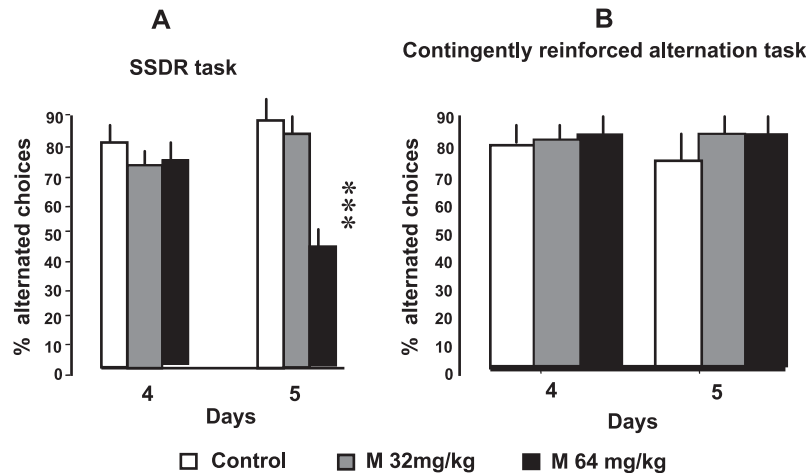 A
SSDR task
% alternated choices
90
80
70
60
50
40
30
20
10
0
***
4
5
Days
B
Contingently reinforced alternation task
% alternated choices
90
80
70
60
50
40
30
20
10
0
4
5
Days
Control
M 32mg/kg
M 64 mg/kg